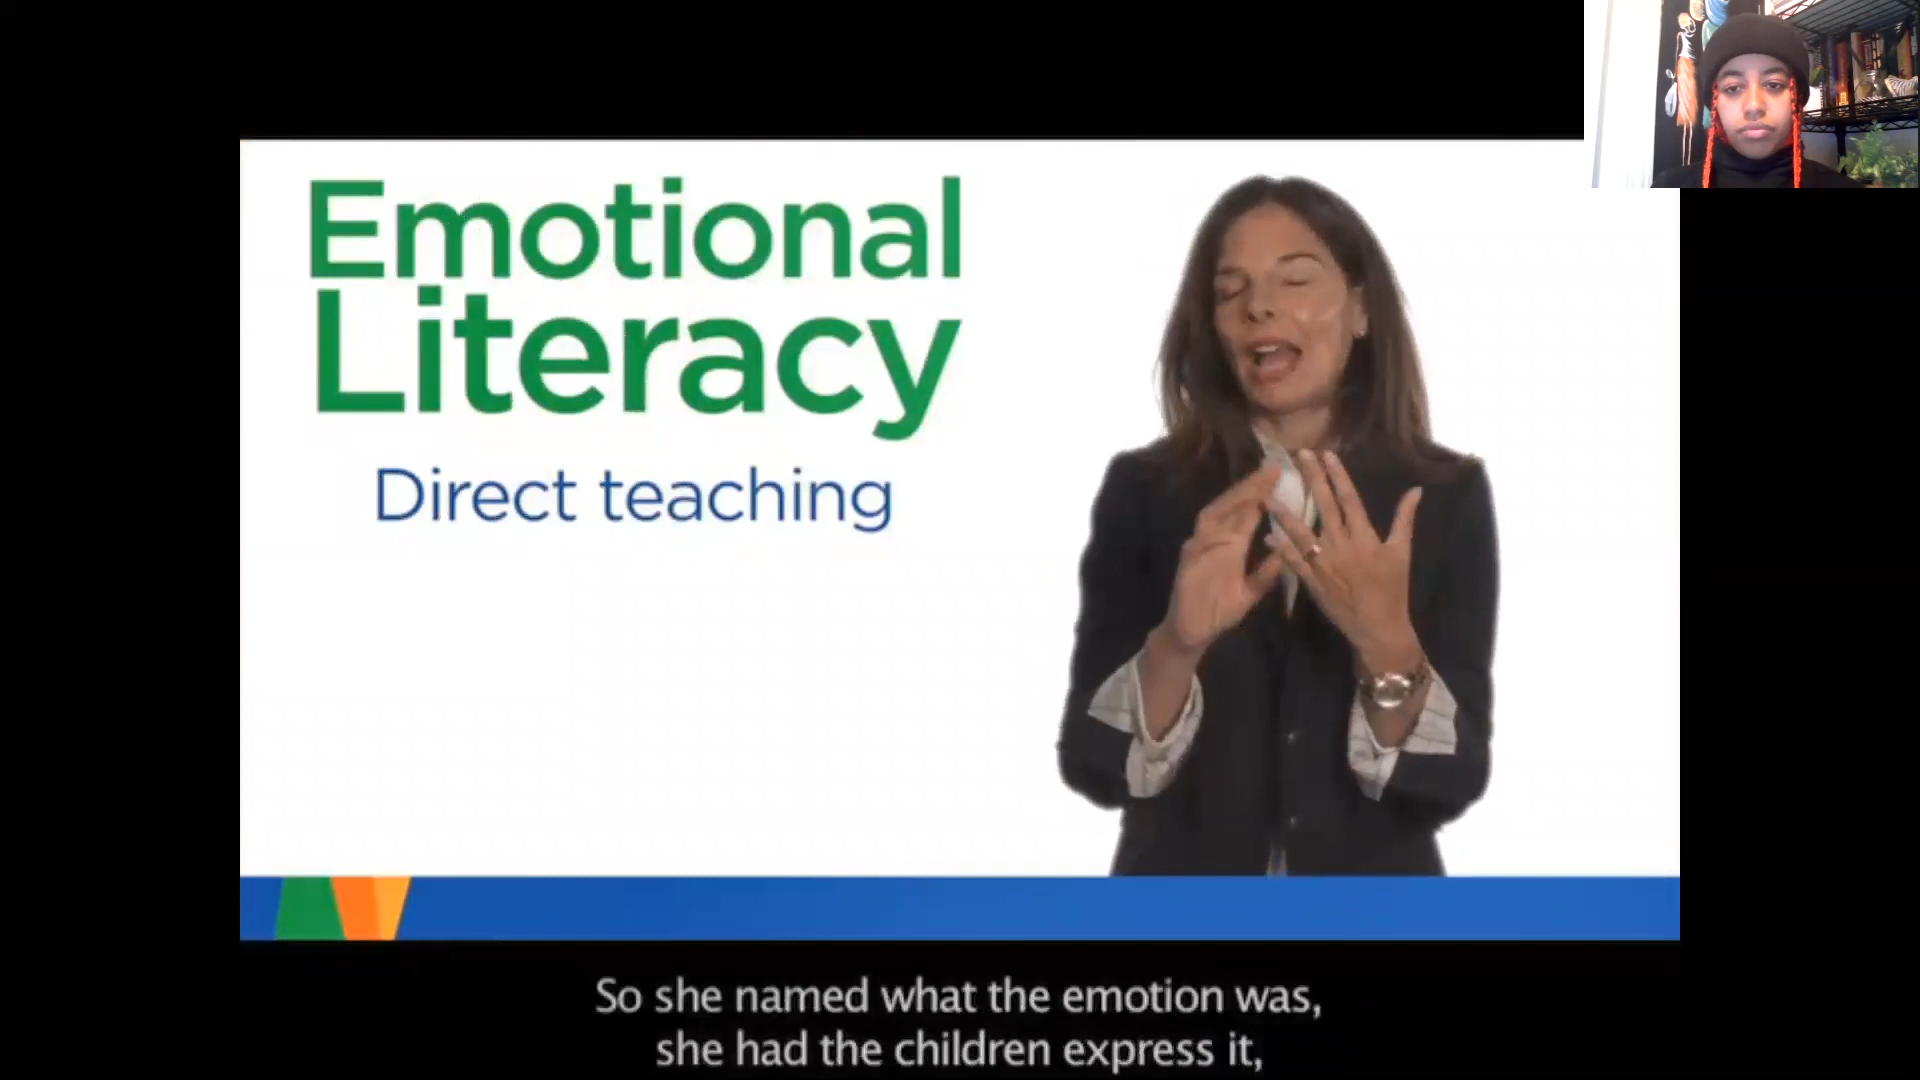 Emotional
Literacy
Direct teaching
So she named what the emotion was,
she had the children express it,